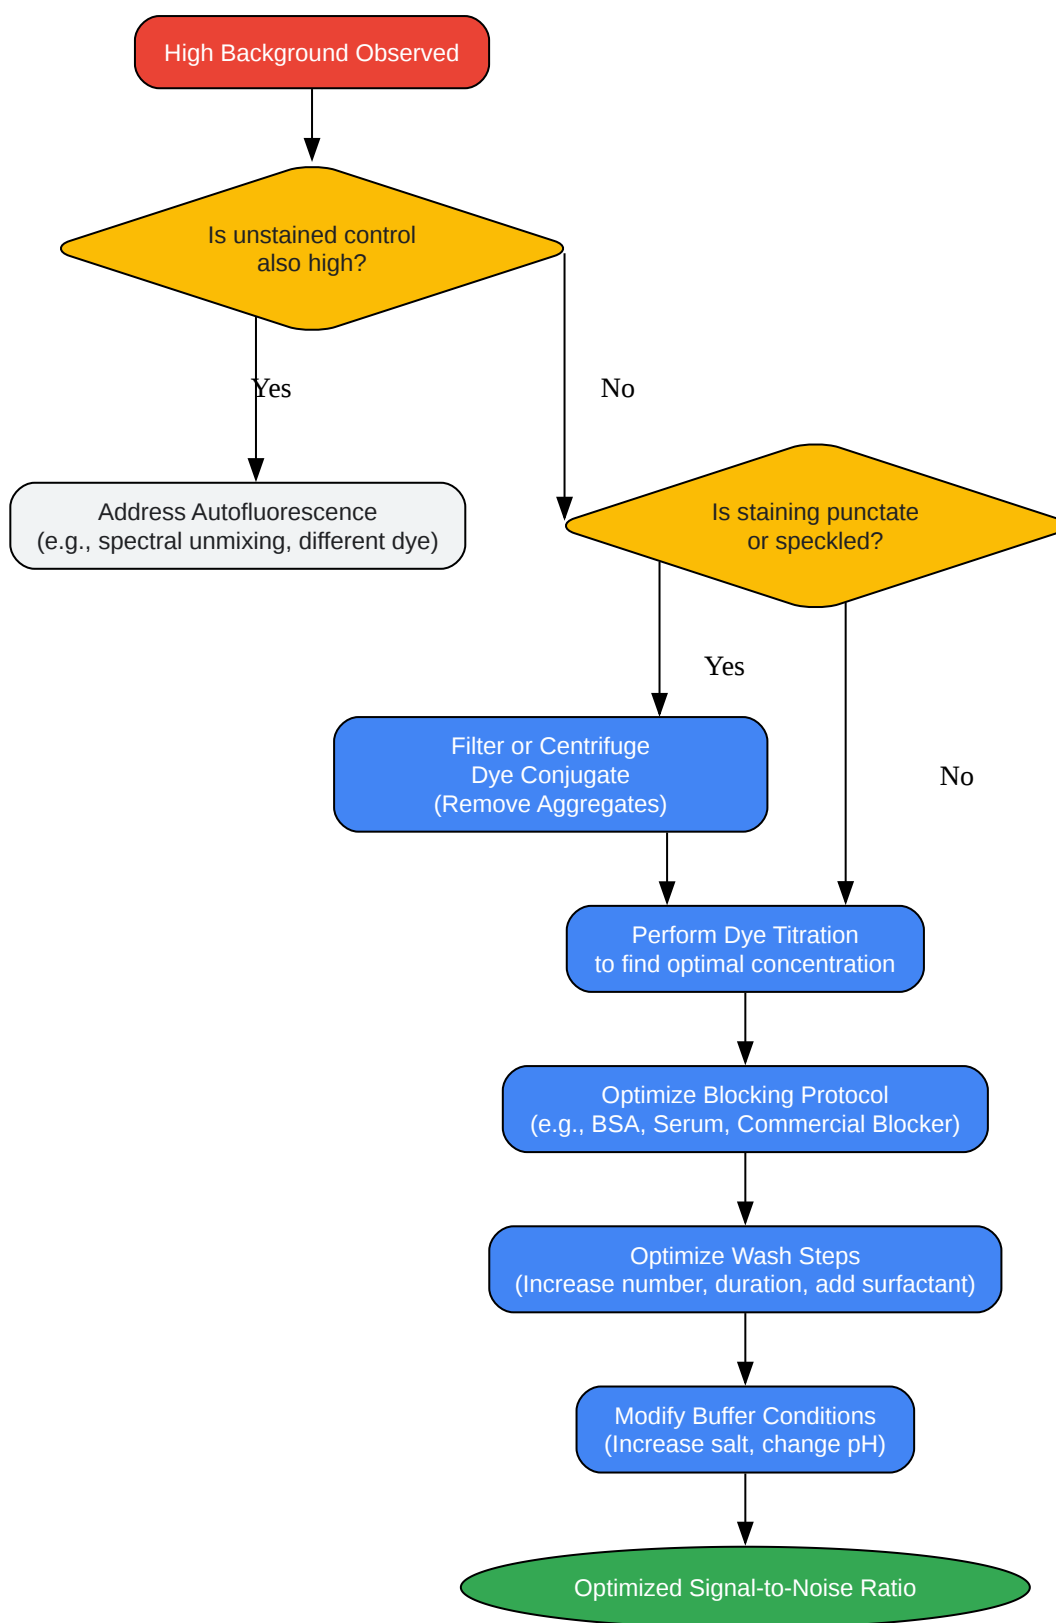 High Background Observed
Is unstained control
also high?
Yes
No
Address Autofluorescence
(e.g., spectral unmixing, different dye)
Is staining punctate
or speckled?
Yes
No
Filter or Centrifuge
Dye Conjugate
(Remove Aggregates)
Perform Dye Titration
to find optimal concentration
Optimize Blocking Protocol
(e.g., BSA, Serum, Commercial Blocker)
Optimize Wash Steps
(Increase number, duration, add surfactant)
Modify Buffer Conditions
(Increase salt, change pH)
Optimized Signal-to-Noise Ratio